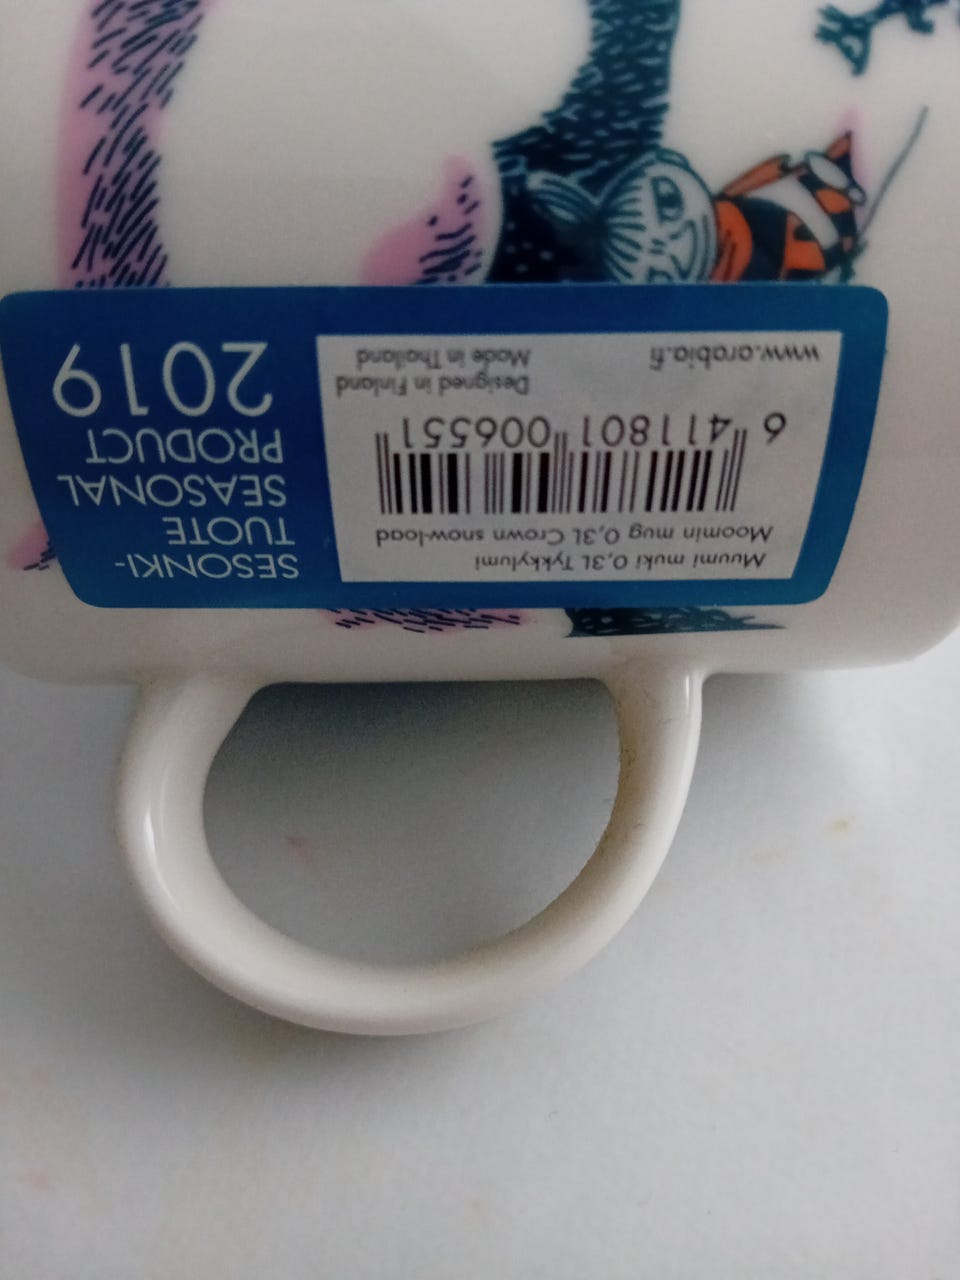 SESONKI-
TUOTE
SEASONAL
PRODUCT
2019
Muumi muki 0,3L Tykkylumi
Moomin mug 0,3L Crown snow-load
6 411801 006551
Designed in Finland
Made in Thailand
www.arabia.fi